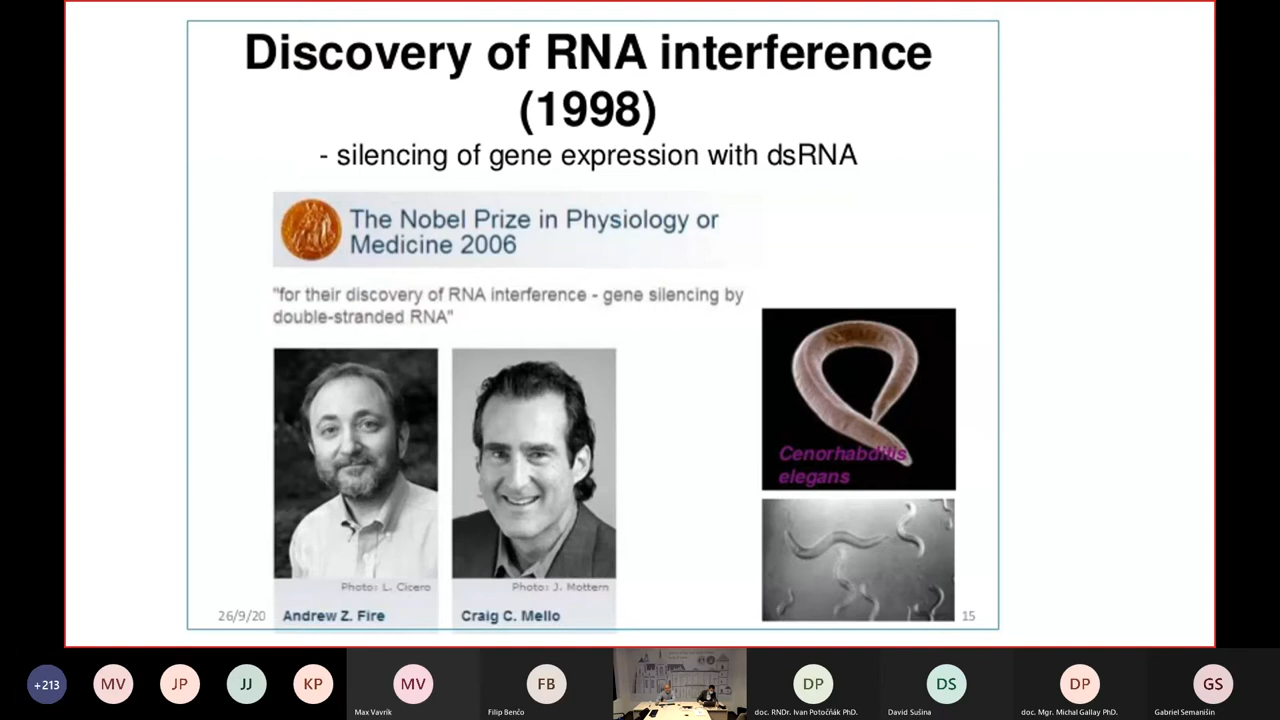 Discovery of RNA interference
(1998)
- silencing of gene expression with dsRNA
The Nobel Prize in Physiology or
Medicine 2006
"for their discovery of RNA interference - gene silencing by
double-stranded RNA"
Cenorhabditis
elegans
Photo: L. Cicero
Photo: J. Mottern
26/9/20
Andrew Z. Fire
Craig C. Mello
15
+213
MV
JP
JJ
KP
MV
FB
DP
DS
DP
GS
Max Vavrík
Filip Benčo
doc. RNDr. Ivan Potočňák PhD.
David Sušina
doc. Mgr. Michal Gallay PhD.
Gabriel Semanišin